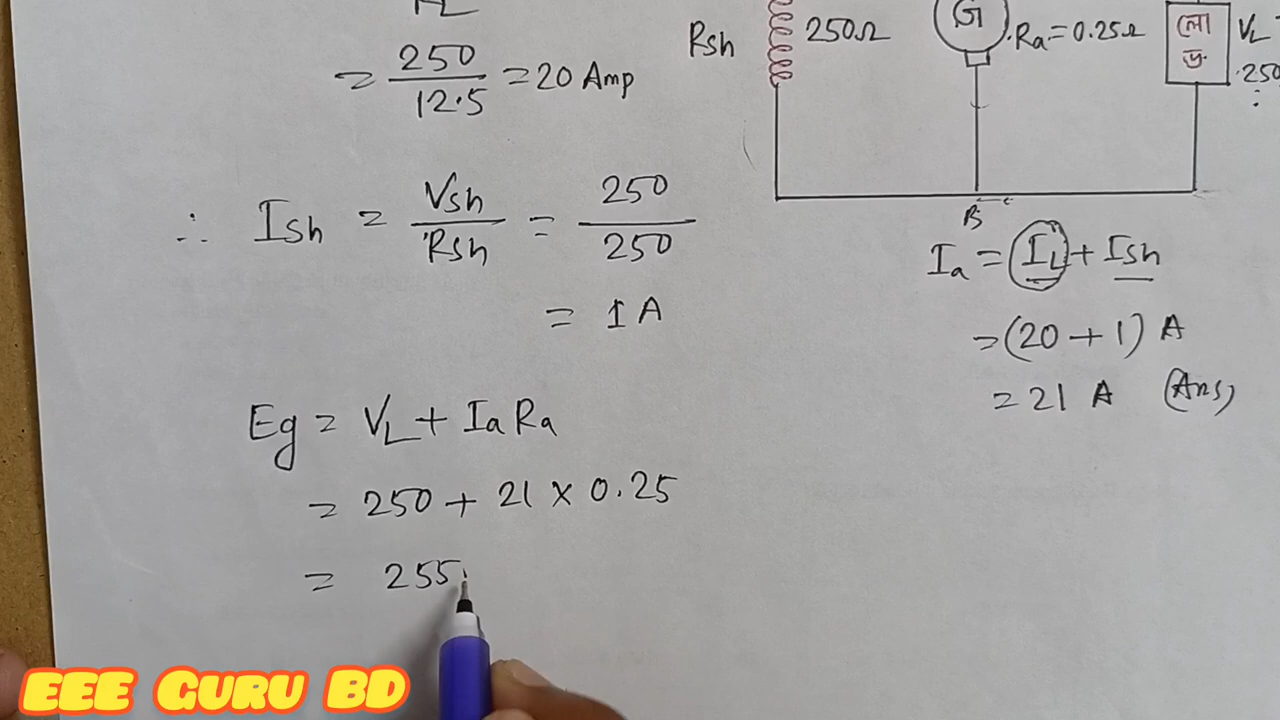 = 250 / 12.5 = 20 Amp
∴ Ish = Vsh / Rsh = 250 / 250
= 1 A
Eg = VL + IaRa
= 250 + 21 × 0.25
= 255
Rsh 250Ω
G Ra = 0.25Ω
লোড VL
250
B
Ia = IL + Ish
= (20 + 1) A
= 21 A (Ans)
EEE GURU BD